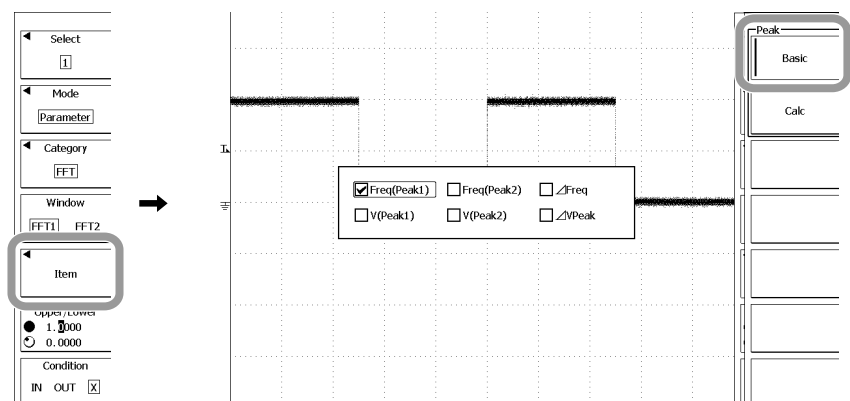 Select
1
Mode
Parameter
Category
FFT
Window
FFT1 FFT2
Item
Upper/Lower
1.0000
0.0000
Condition
IN OUT X
T
Freq(Peak1) Freq(Peak2) ⊿Freq
V(Peak1) V(Peak2) ⊿VPeak
Peak
Basic
Calc